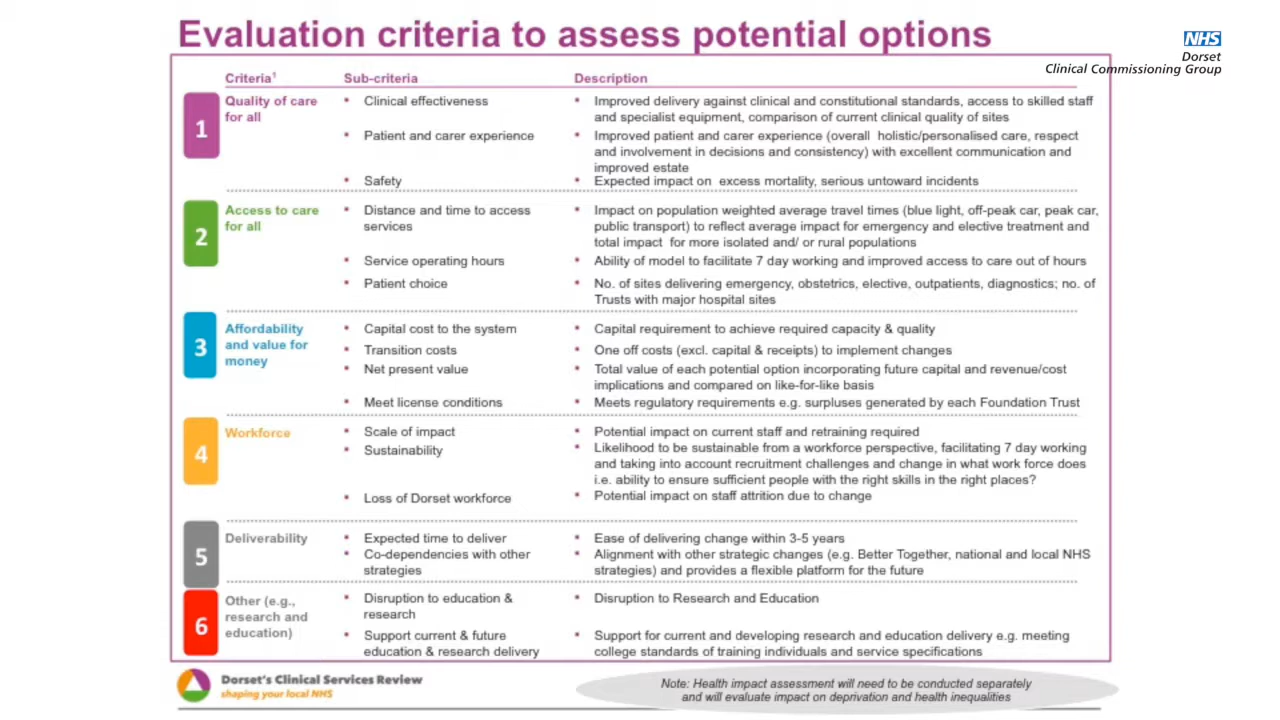 Evaluation criteria to assess potential options
NHS
Dorset
Clinical Commissioning Group
Criteria¹ Sub-criteria Description
1
Quality of care
for all
▪ Clinical effectiveness
▪ Improved delivery against clinical and constitutional standards, access to skilled staff
and specialist equipment, comparison of current clinical quality of sites
▪ Patient and carer experience
▪ Improved patient and carer experience (overall holistic/personalised care, respect
and involvement in decisions and consistency) with excellent communication and
improved estate
▪ Safety
▪ Expected impact on excess mortality, serious untoward incidents
2
Access to care
for all
▪ Distance and time to access
services
▪ Impact on population weighted average travel times (blue light, off-peak car, peak car,
public transport) to reflect average impact for emergency and elective treatment and
total impact for more isolated and/ or rural populations
▪ Service operating hours
▪ Ability of model to facilitate 7 day working and improved access to care out of hours
▪ Patient choice
▪ No. of sites delivering emergency, obstetrics, elective, outpatients, diagnostics; no. of
Trusts with major hospital sites
3
Affordability
and value for
money
▪ Capital cost to the system
▪ Capital requirement to achieve required capacity & quality
▪ Transition costs
▪ One off costs (excl. capital & receipts) to implement changes
▪ Net present value
▪ Total value of each potential option incorporating future capital and revenue/cost
implications and compared on like-for-like basis
▪ Meet license conditions
▪ Meets regulatory requirements e.g. surpluses generated by each Foundation Trust
4
Workforce
▪ Scale of impact
▪ Potential impact on current staff and retraining required
▪ Sustainability
▪ Likelihood to be sustainable from a workforce perspective, facilitating 7 day working
and taking into account recruitment challenges and change in what work force does
i.e. ability to ensure sufficient people with the right skills in the right places?
▪ Loss of Dorset workforce
▪ Potential impact on staff attrition due to change
5
Deliverability
▪ Expected time to deliver
▪ Ease of delivering change within 3-5 years
▪ Co-dependencies with other
strategies
▪ Alignment with other strategic changes (e.g. Better Together, national and local NHS
strategies) and provides a flexible platform for the future
6
Other (e.g.,
research and
education)
▪ Disruption to education &
research
▪ Disruption to Research and Education
▪ Support current & future
education & research delivery
▪ Support for current and developing research and education delivery e.g. meeting
college standards of training individuals and service specifications
Dorset's Clinical Services Review
shaping your local NHS
Note: Health impact assessment will need to be conducted separately
and will evaluate impact on deprivation and health inequalities